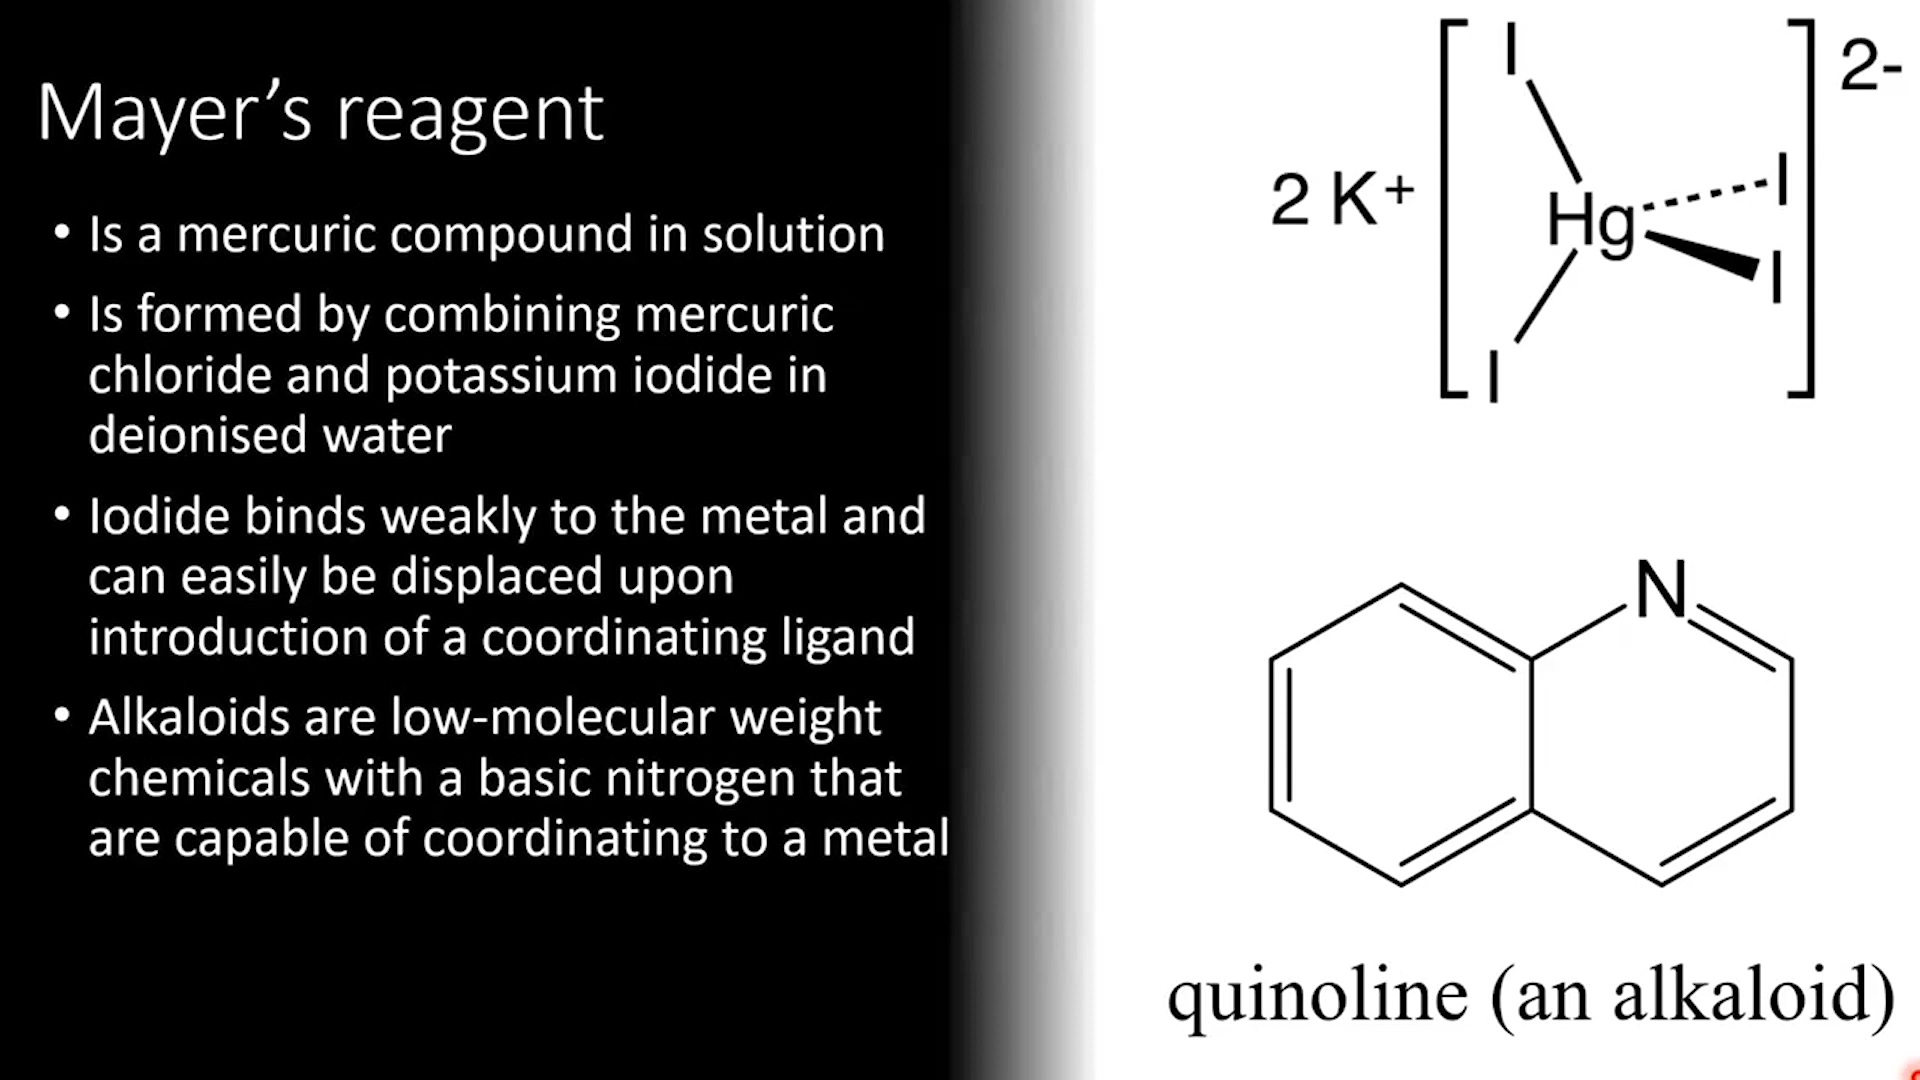 Mayer’s reagent
• Is a mercuric compound in solution
• Is formed by combining mercuric
chloride and potassium iodide in
deionised water
• Iodide binds weakly to the metal and
can easily be displaced upon
introduction of a coordinating ligand
• Alkaloids are low-molecular weight
chemicals with a basic nitrogen that
are capable of coordinating to a metal
I
2-
2 K+
Hg
I
I
I
N
quinoline (an alkaloid)